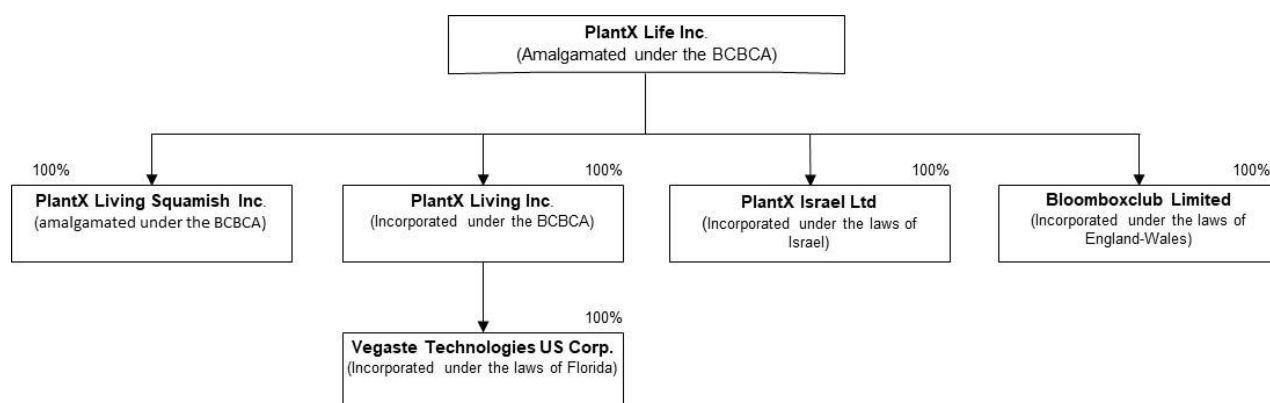 PlantX Life Inc.
(Amalgamated under the BCBCA)
100%
100%
100%
100%
PlantX Living Squamish Inc.
(amalgamated under the BCBCA)
PlantX Living Inc.
(Incorporated under the BCBCA)
PlantX Israel Ltd
(Incorporated under the laws of
Israel)
Bloomboxclub Limited
(Incorporated under the laws of
England-Wales)
100%
Vegaste Technologies US Corp.
(Incorporated under the laws of Florida)